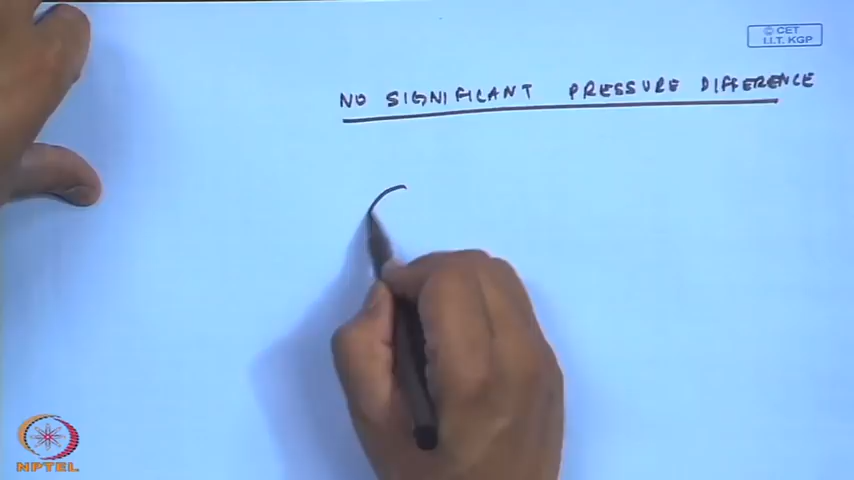 © CET
I.I.T. KGP
NO SIGNIFICANT PRESSURE DIFFERENCE
NPTEL